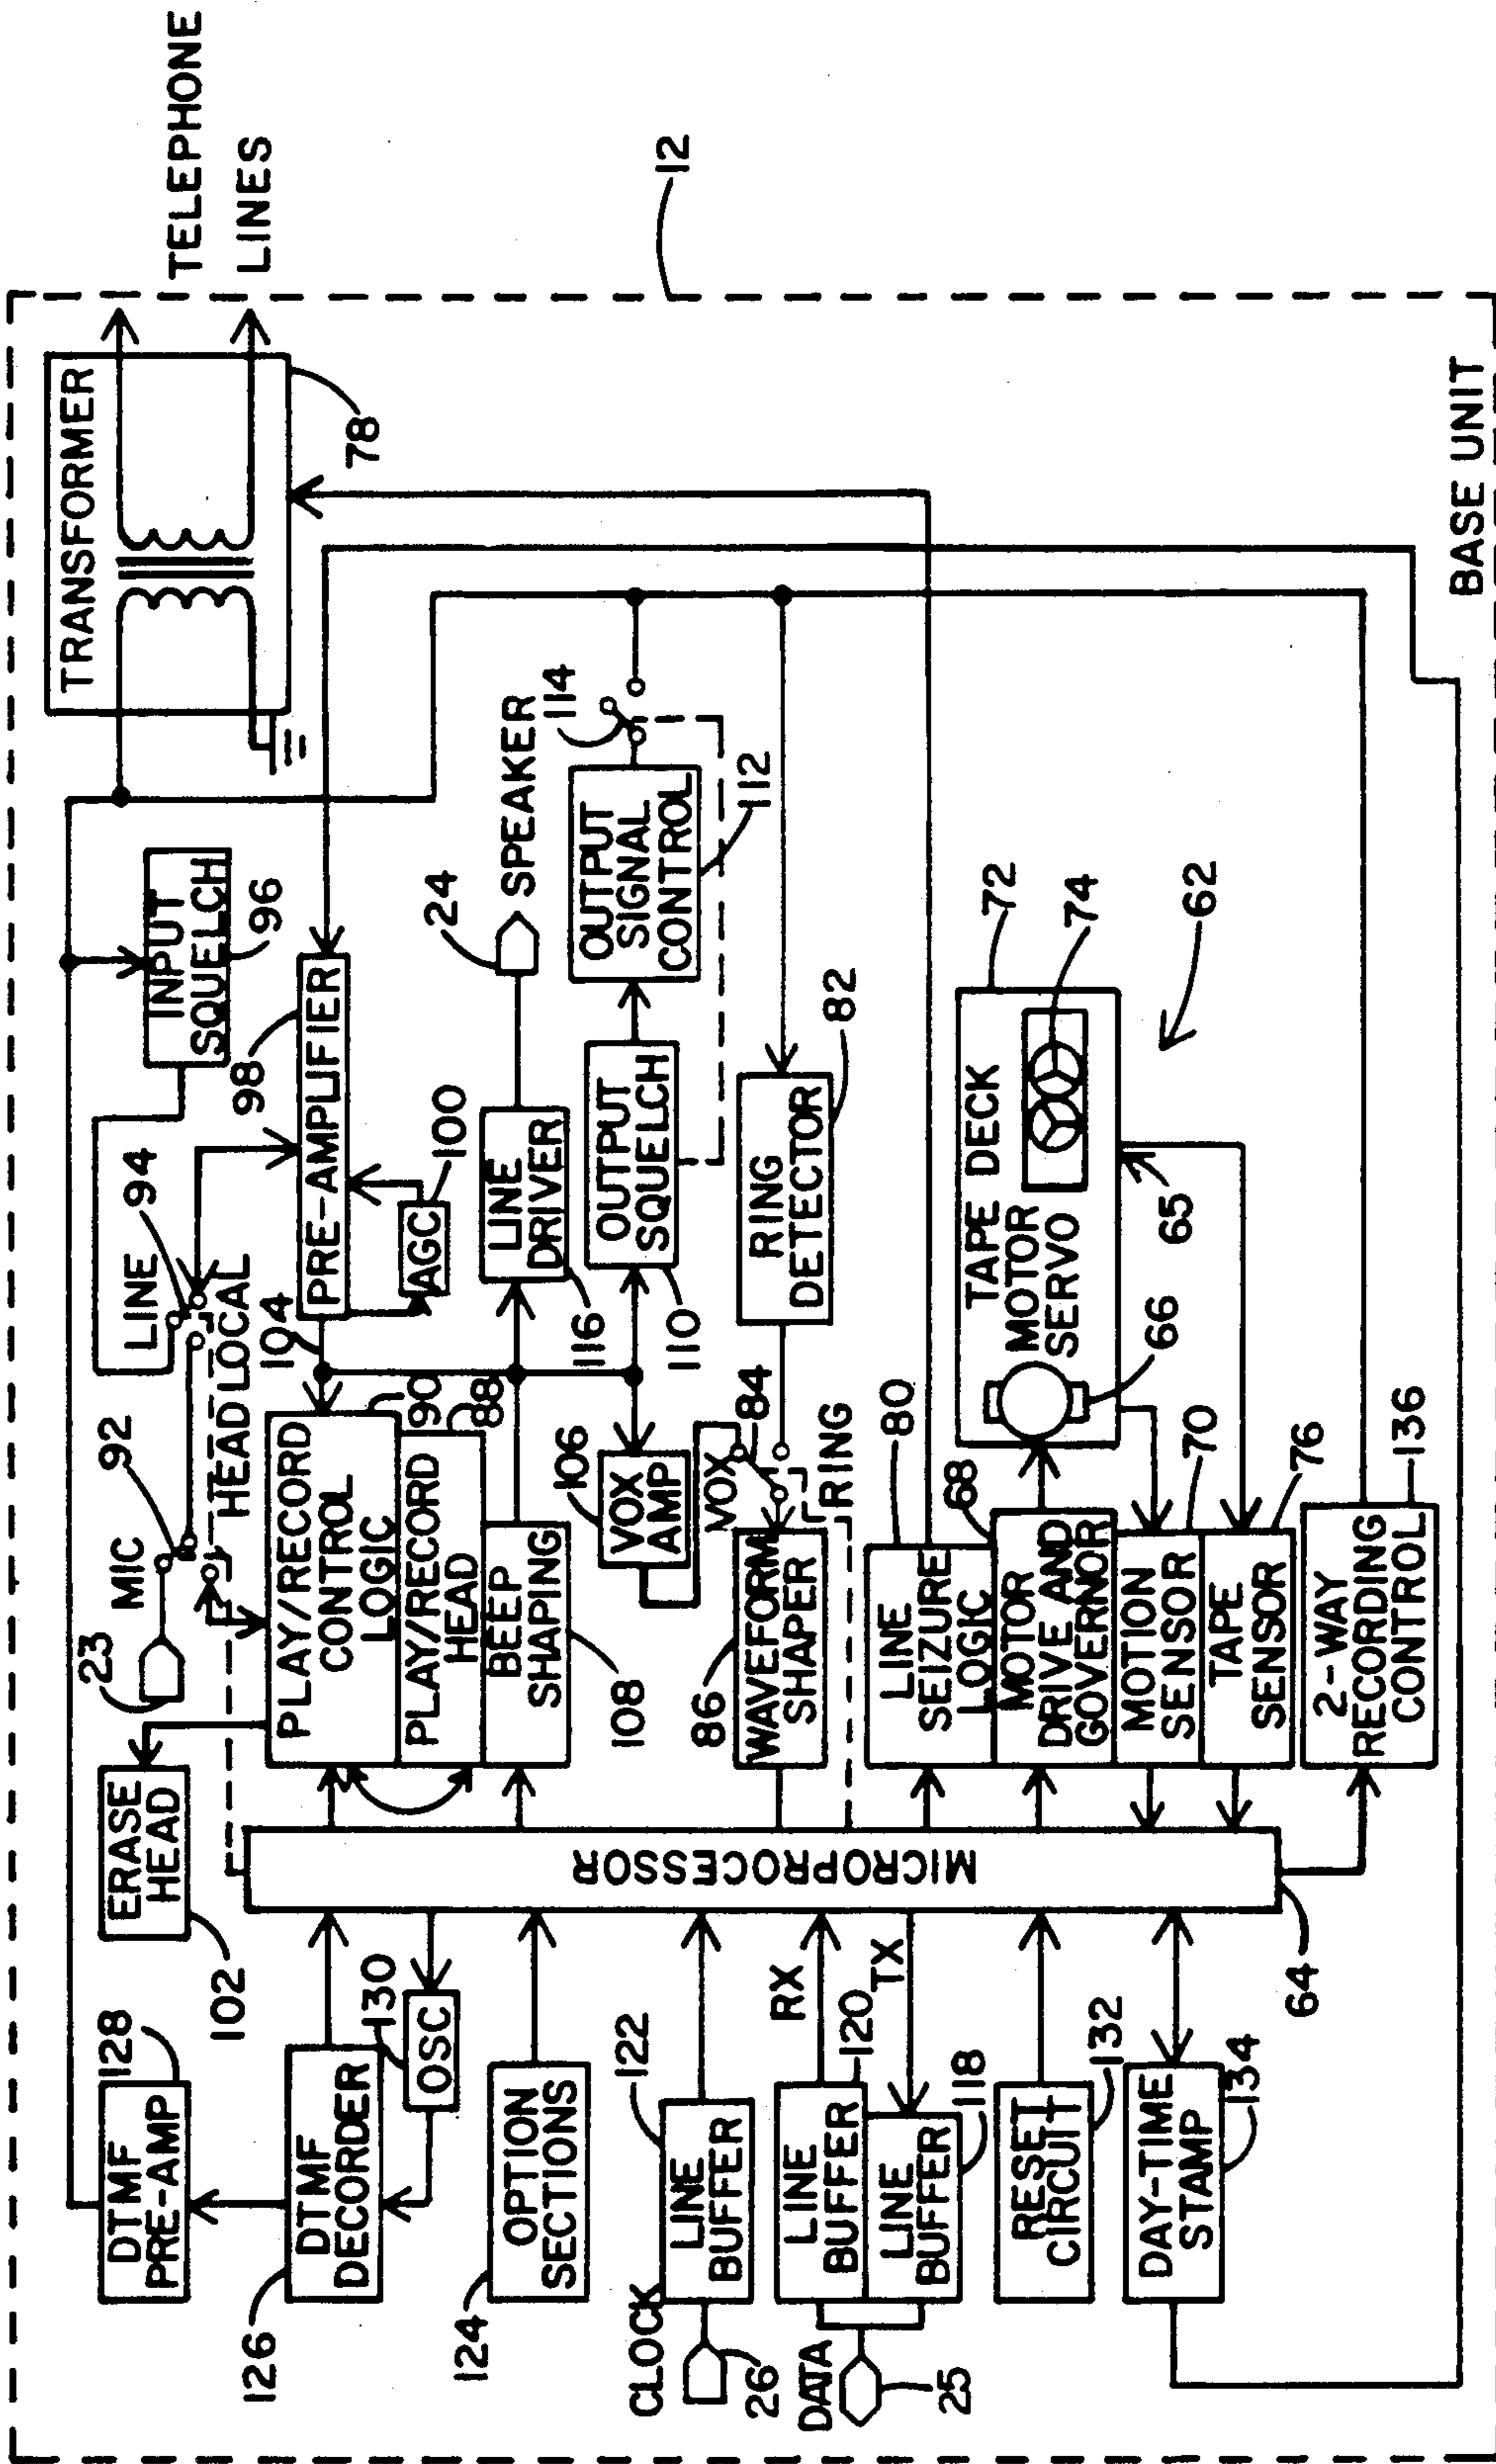 TELEPHONE
LINES
12
TRANSFORMER
78
INPUT
SQUELCH
96
98
PRE-AMPLIFIER
100
AGC
104
LINE
94
LOCAL
HEAD
92
MIC
23
ERASE
HEAD
102
DTMF
PRE-AMP
128
DTMF
DECORDER
126
130
OSC
OPTION
SECTIONS
124
PLAY/RECORD
CONTROL
LOGIC
90
PLAY/RECORD
HEAD
88
BEEP
SHAPING
108
24
SPEAKER
LINE
DRIVER
116
114
OUTPUT
SIGNAL
CONTROL
112
OUTPUT
SQUELCH
110
106
VOX
AMP
VOX
84
RING
RING
DETECTOR
82
86
WAVEFORM
SHAPER
MICROPROCESSOR
64
CLOCK
26
LINE
BUFFER
122
DATA
25
LINE
BUFFER
120
RX
LINE
BUFFER
118
TX
RESET
CIRCUIT
132
DAY-TIME
STAMP
134
LINE
SEIZURE
LOGIC
80
MOTOR
DRIVE AND
GOVERNOR
68
MOTION
SENSOR
70
TAPE
SENSOR
76
2-WAY
RECORDING
CONTROL
136
TAPE DECK
MOTOR
SERVO
72
74
62
65
66
BASE UNIT